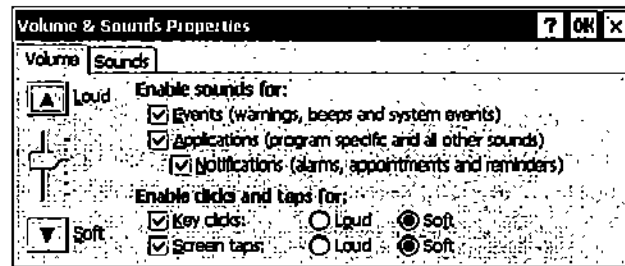 Volume & Sounds Properties ? OK ×
Volume Sounds
Loud
Enable sounds for:
Events (warnings, beeps and system events)
Applications (program specific and all other sounds)
Notifications (alarms, appointments and reminders)
Enable clicks and taps for:
Soft
Key clicks: Loud Soft
Screen taps: Loud Soft